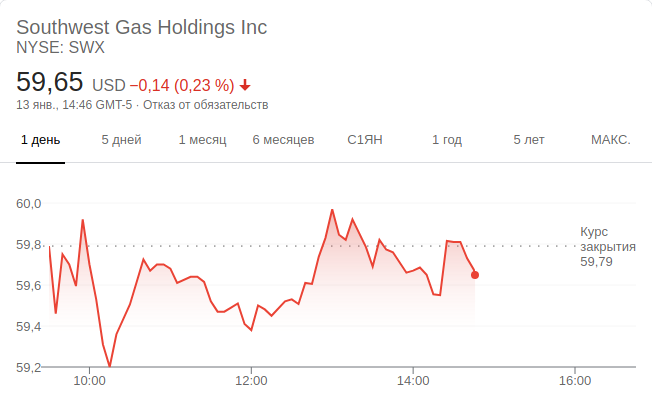 Southwest Gas Holdings Inc
NYSE: SWX
59,65 USD −0,14 (0,23 %)
13 янв., 14:46 GMT-5 · Отказ от обязательств
1 день 5 дней 1 месяц 6 месяцев С1ЯН 1 год 5 лет МАКС.
60,0
59,8
59,6
59,4
59,2
Курс
закрытия
59,79
10:00 12:00 14:00 16:00